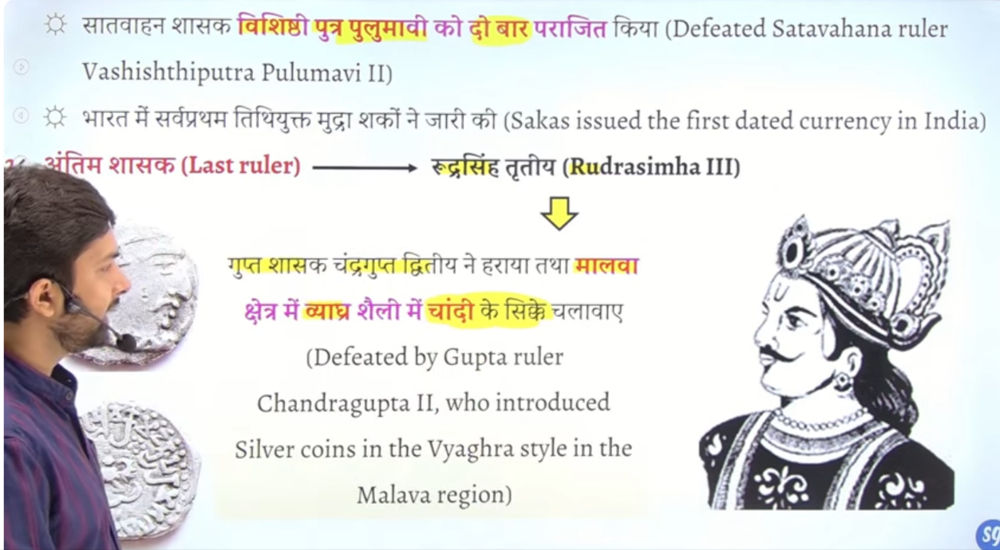 सातवाहन शासक विशिष्ठी पुत्र पुलुमावी को दो बार पराजित किया (Defeated Satavahana ruler
Vashishthiputra Pulumavi II)
भारत में सर्वप्रथम तिथियुक्त मुद्रा शकों ने जारी की (Sakas issued the first dated currency in India)
अंतिम शासक (Last ruler) रूद्रसिंह तृतीय (Rudrasimha III)
गुप्त शासक चंद्रगुप्त द्वितीय ने हराया तथा मालवा
क्षेत्र में व्याघ्र शैली में चांदी के सिक्के चलावाए
(Defeated by Gupta ruler
Chandragupta II, who introduced
Silver coins in the Vyaghra style in the
Malava region)